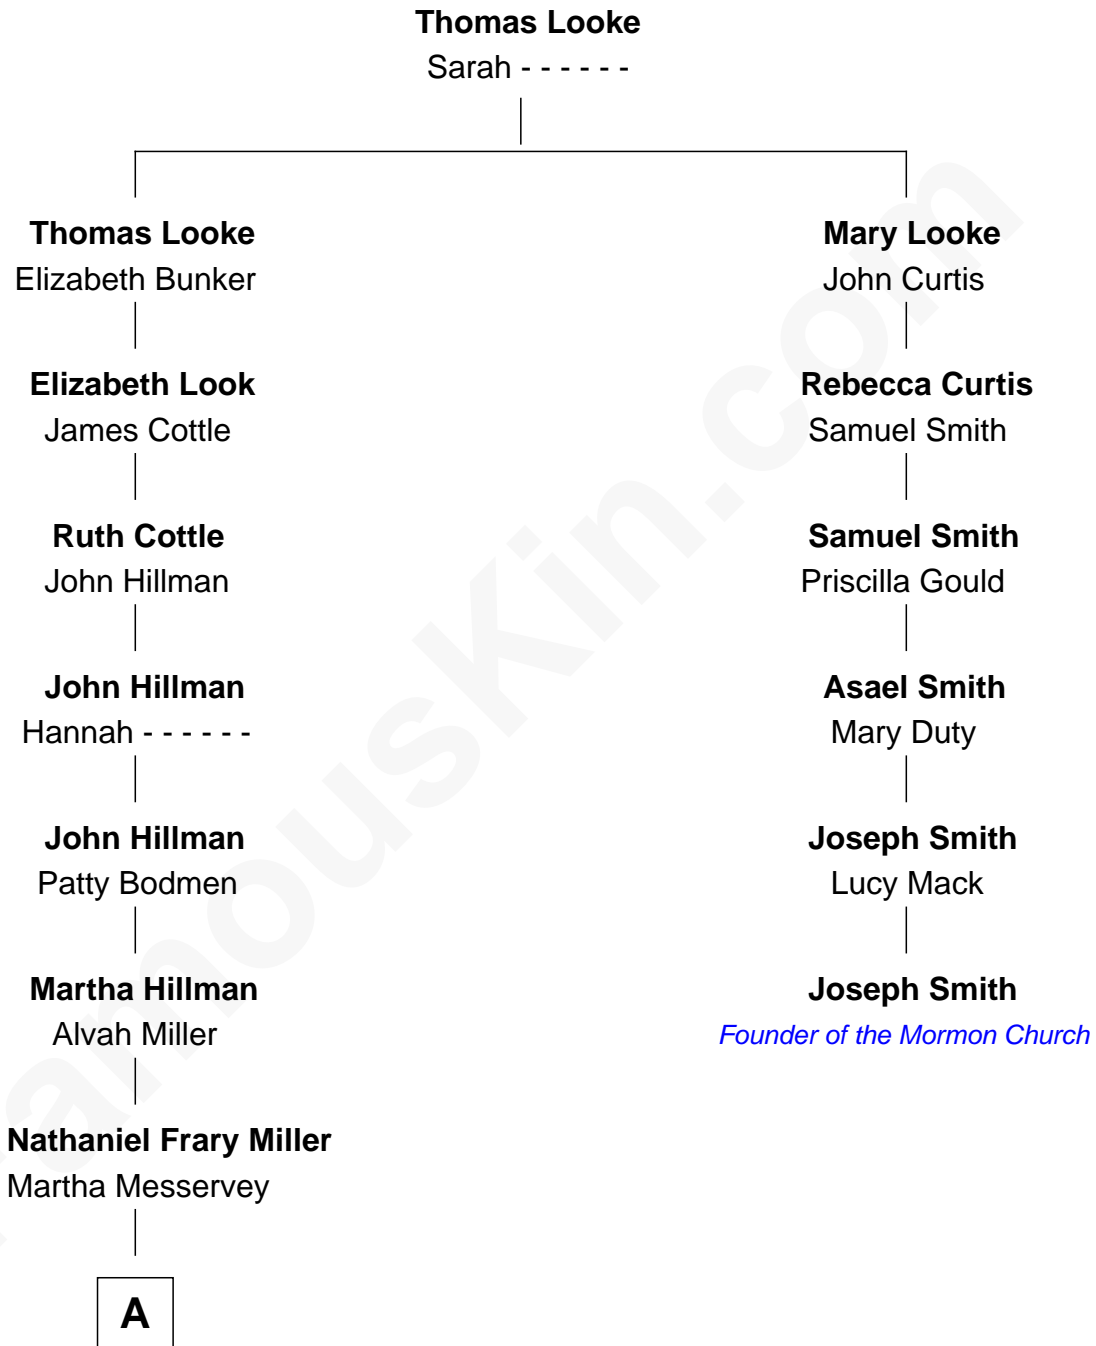 Thomas Looke
Sarah - - - - - -
Thomas Looke
Elizabeth Bunker
Elizabeth Look
James Cottle
Ruth Cottle
John Hillman
John Hillman
Hannah - - - - - -
John Hillman
Patty Bodmen
Martha Hillman
Alvah Miller
Nathaniel Frary Miller
Martha Messervey
A
Mary Looke
John Curtis
Rebecca Curtis
Samuel Smith
Samuel Smith
Priscilla Gould
Asael Smith
Mary Duty
Joseph Smith
Lucy Mack
Joseph Smith
Founder of the Mormon Church
FamousKin.com